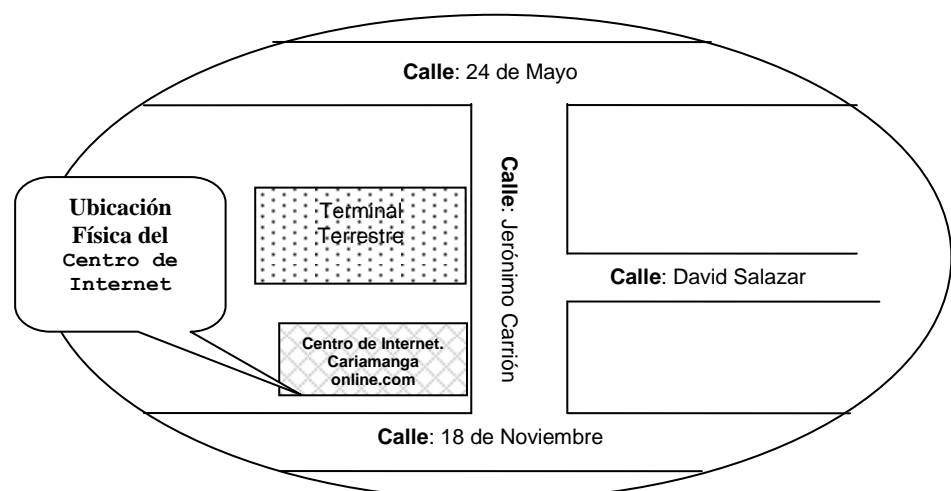 Calle: 24 de Mayo
Ubicación
Física del
Centro de
Internet
Terminal
Terrestre
Calle: Jerónimo Carrión
Calle: David Salazar
Centro de Internet.
Cariamanga
online.com
Calle: 18 de Noviembre